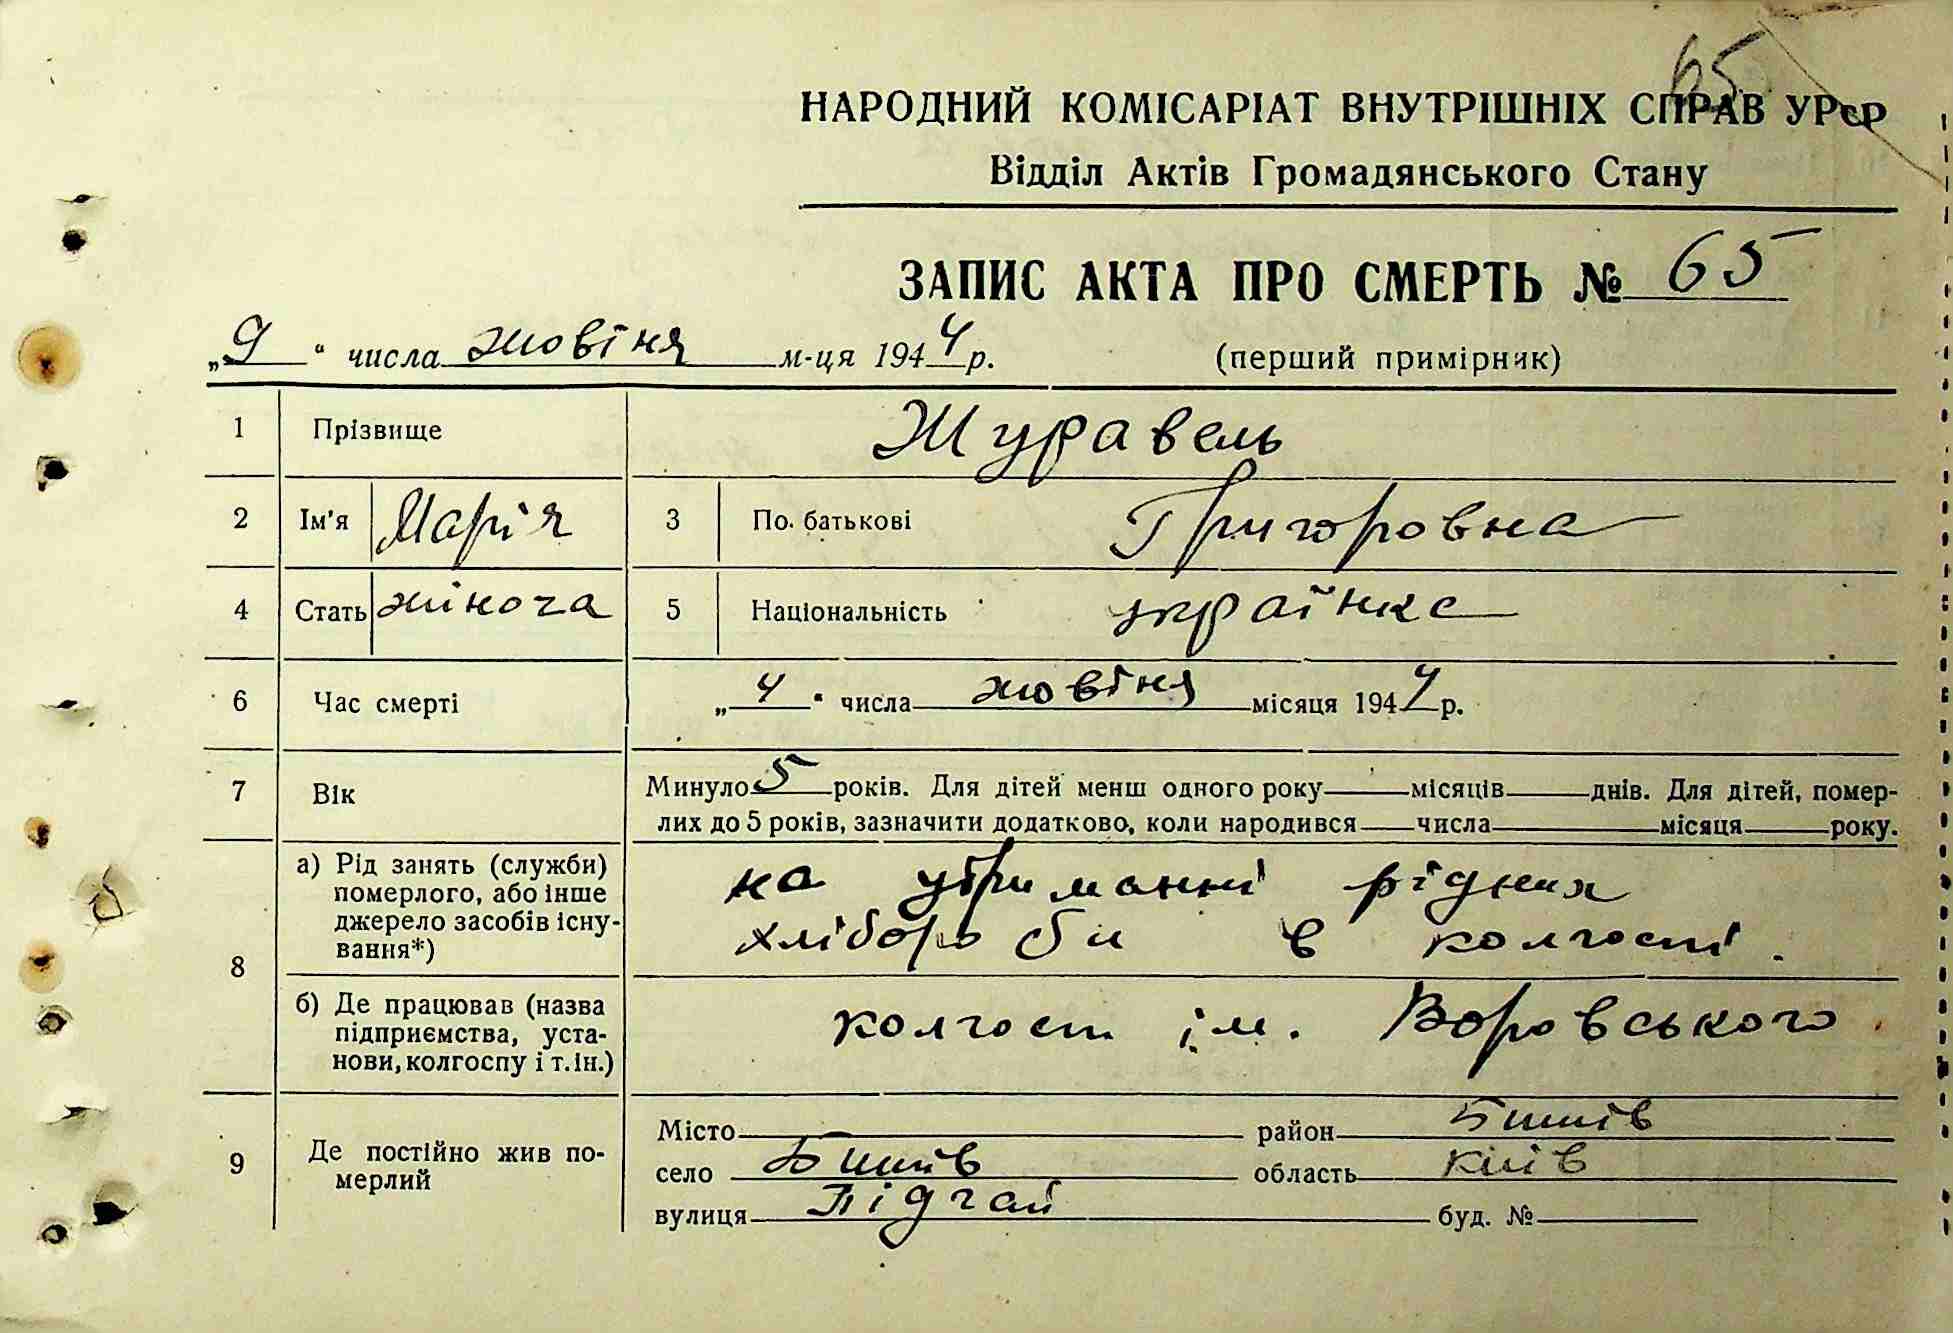 65
НАРОДНИЙ КОМІСАРІАТ ВНУТРІШНІХ СПРАВ УРСР
Відділ Актів Громадянського Стану
ЗАПИС АКТА ПРО СМЕРТЬ № 65
„9“ числа жовтня м-ця 1944 р. (перший примірник)
1 Прізвище Журавель
2 Ім'я Марія 3 По батькові Григоровна
4 Стать жіноча 5 Національність українка
6 Час смерті „4“ числа жовтня місяця 1944 р.
7 Вік Минуло 5 років. Для дітей менш одного року — місяців — днів. Для дітей, померлих до 5 років, зазначити додатково, коли народився — числа — місяця — року.
8 а) Рід занять (служби) померлого, або інше джерело засобів існування*) на утриманні рідних
хлібороби в колгоспі.
б) Де працював (назва підприємства, установи, колгоспу і т.ін.) колгосп ім. Воровського
9 Де постійно жив померлий
Місто — район Бишів
село Бишів область Київ
вулиця Підгай буд. №